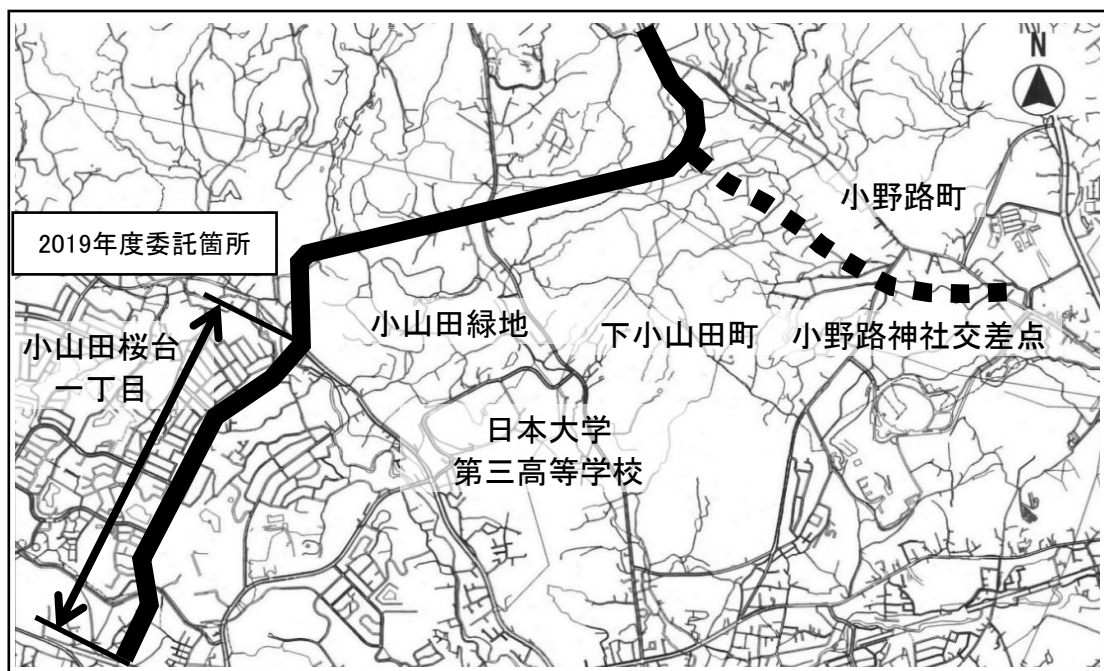 N
小野路町
2019年度委託箇所
小山田桜台
一丁目
小山田緑地
下小山田町
小野路神社交差点
日本大学
第三高等学校